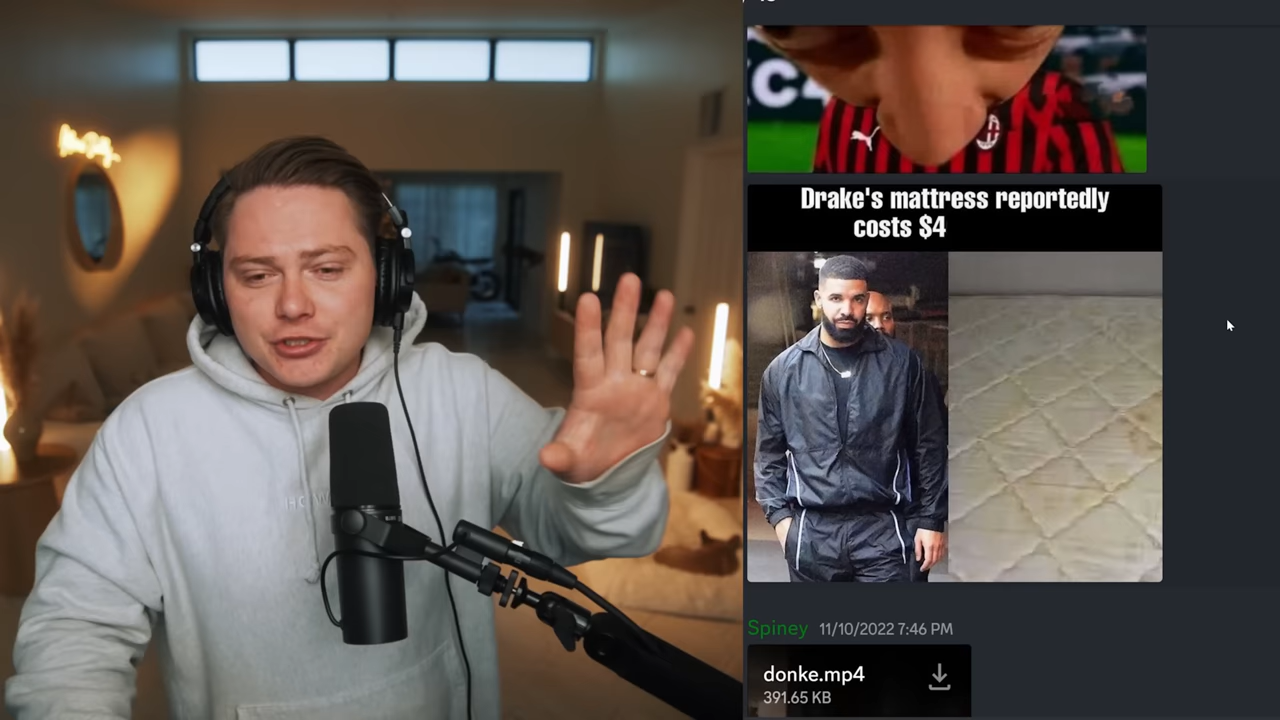 Drake's mattress reportedly
costs $4
Spiney 11/10/2022 7:46 PM
donke.mp4
391.65 KB